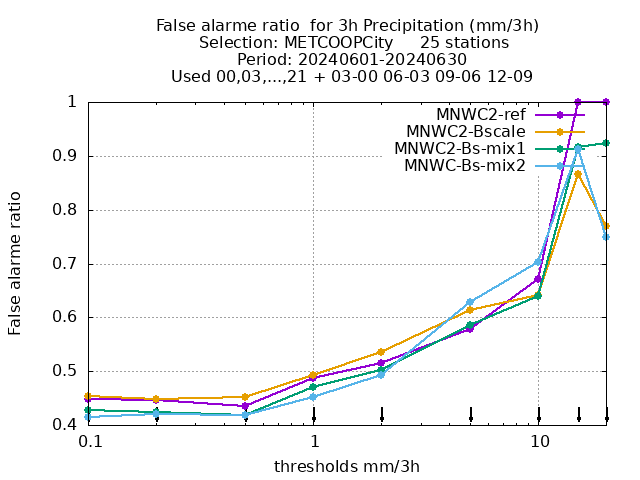 False alarme ratio  for 3h Precipitation (mm/3h)
Selection: METCOOPCity     25 stations
Period: 20240601-20240630
Used 00,03,...,21 + 03-00 06-03 09-06 12-09
MNWC2-ref
MNWC2-Bscale
MNWC2-Bs-mix1
MNWC-Bs-mix2
False alarme ratio
1
0.9
0.8
0.7
0.6
0.5
0.4
0.1 1 10
thresholds mm/3h